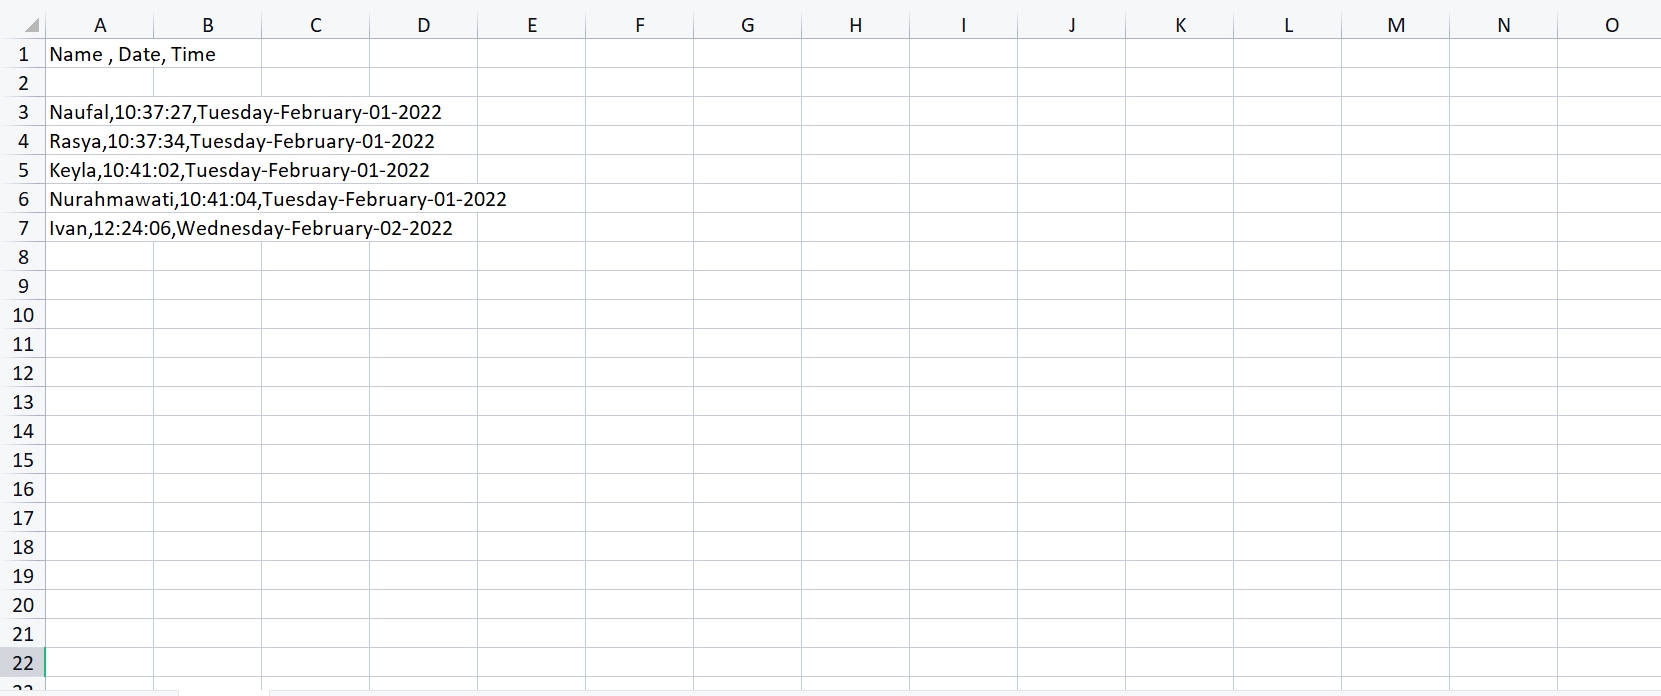 A B C D E F G H I J K L M N O
1 Name , Date, Time
2
3 Naufal,10:37:27,Tuesday-February-01-2022
4 Rasya,10:37:34,Tuesday-February-01-2022
5 Keyla,10:41:02,Tuesday-February-01-2022
6 Nurahmawati,10:41:04,Tuesday-February-01-2022
7 Ivan,12:24:06,Wednesday-February-02-2022
8
9
10
11
12
13
14
15
16
17
18
19
20
21
22